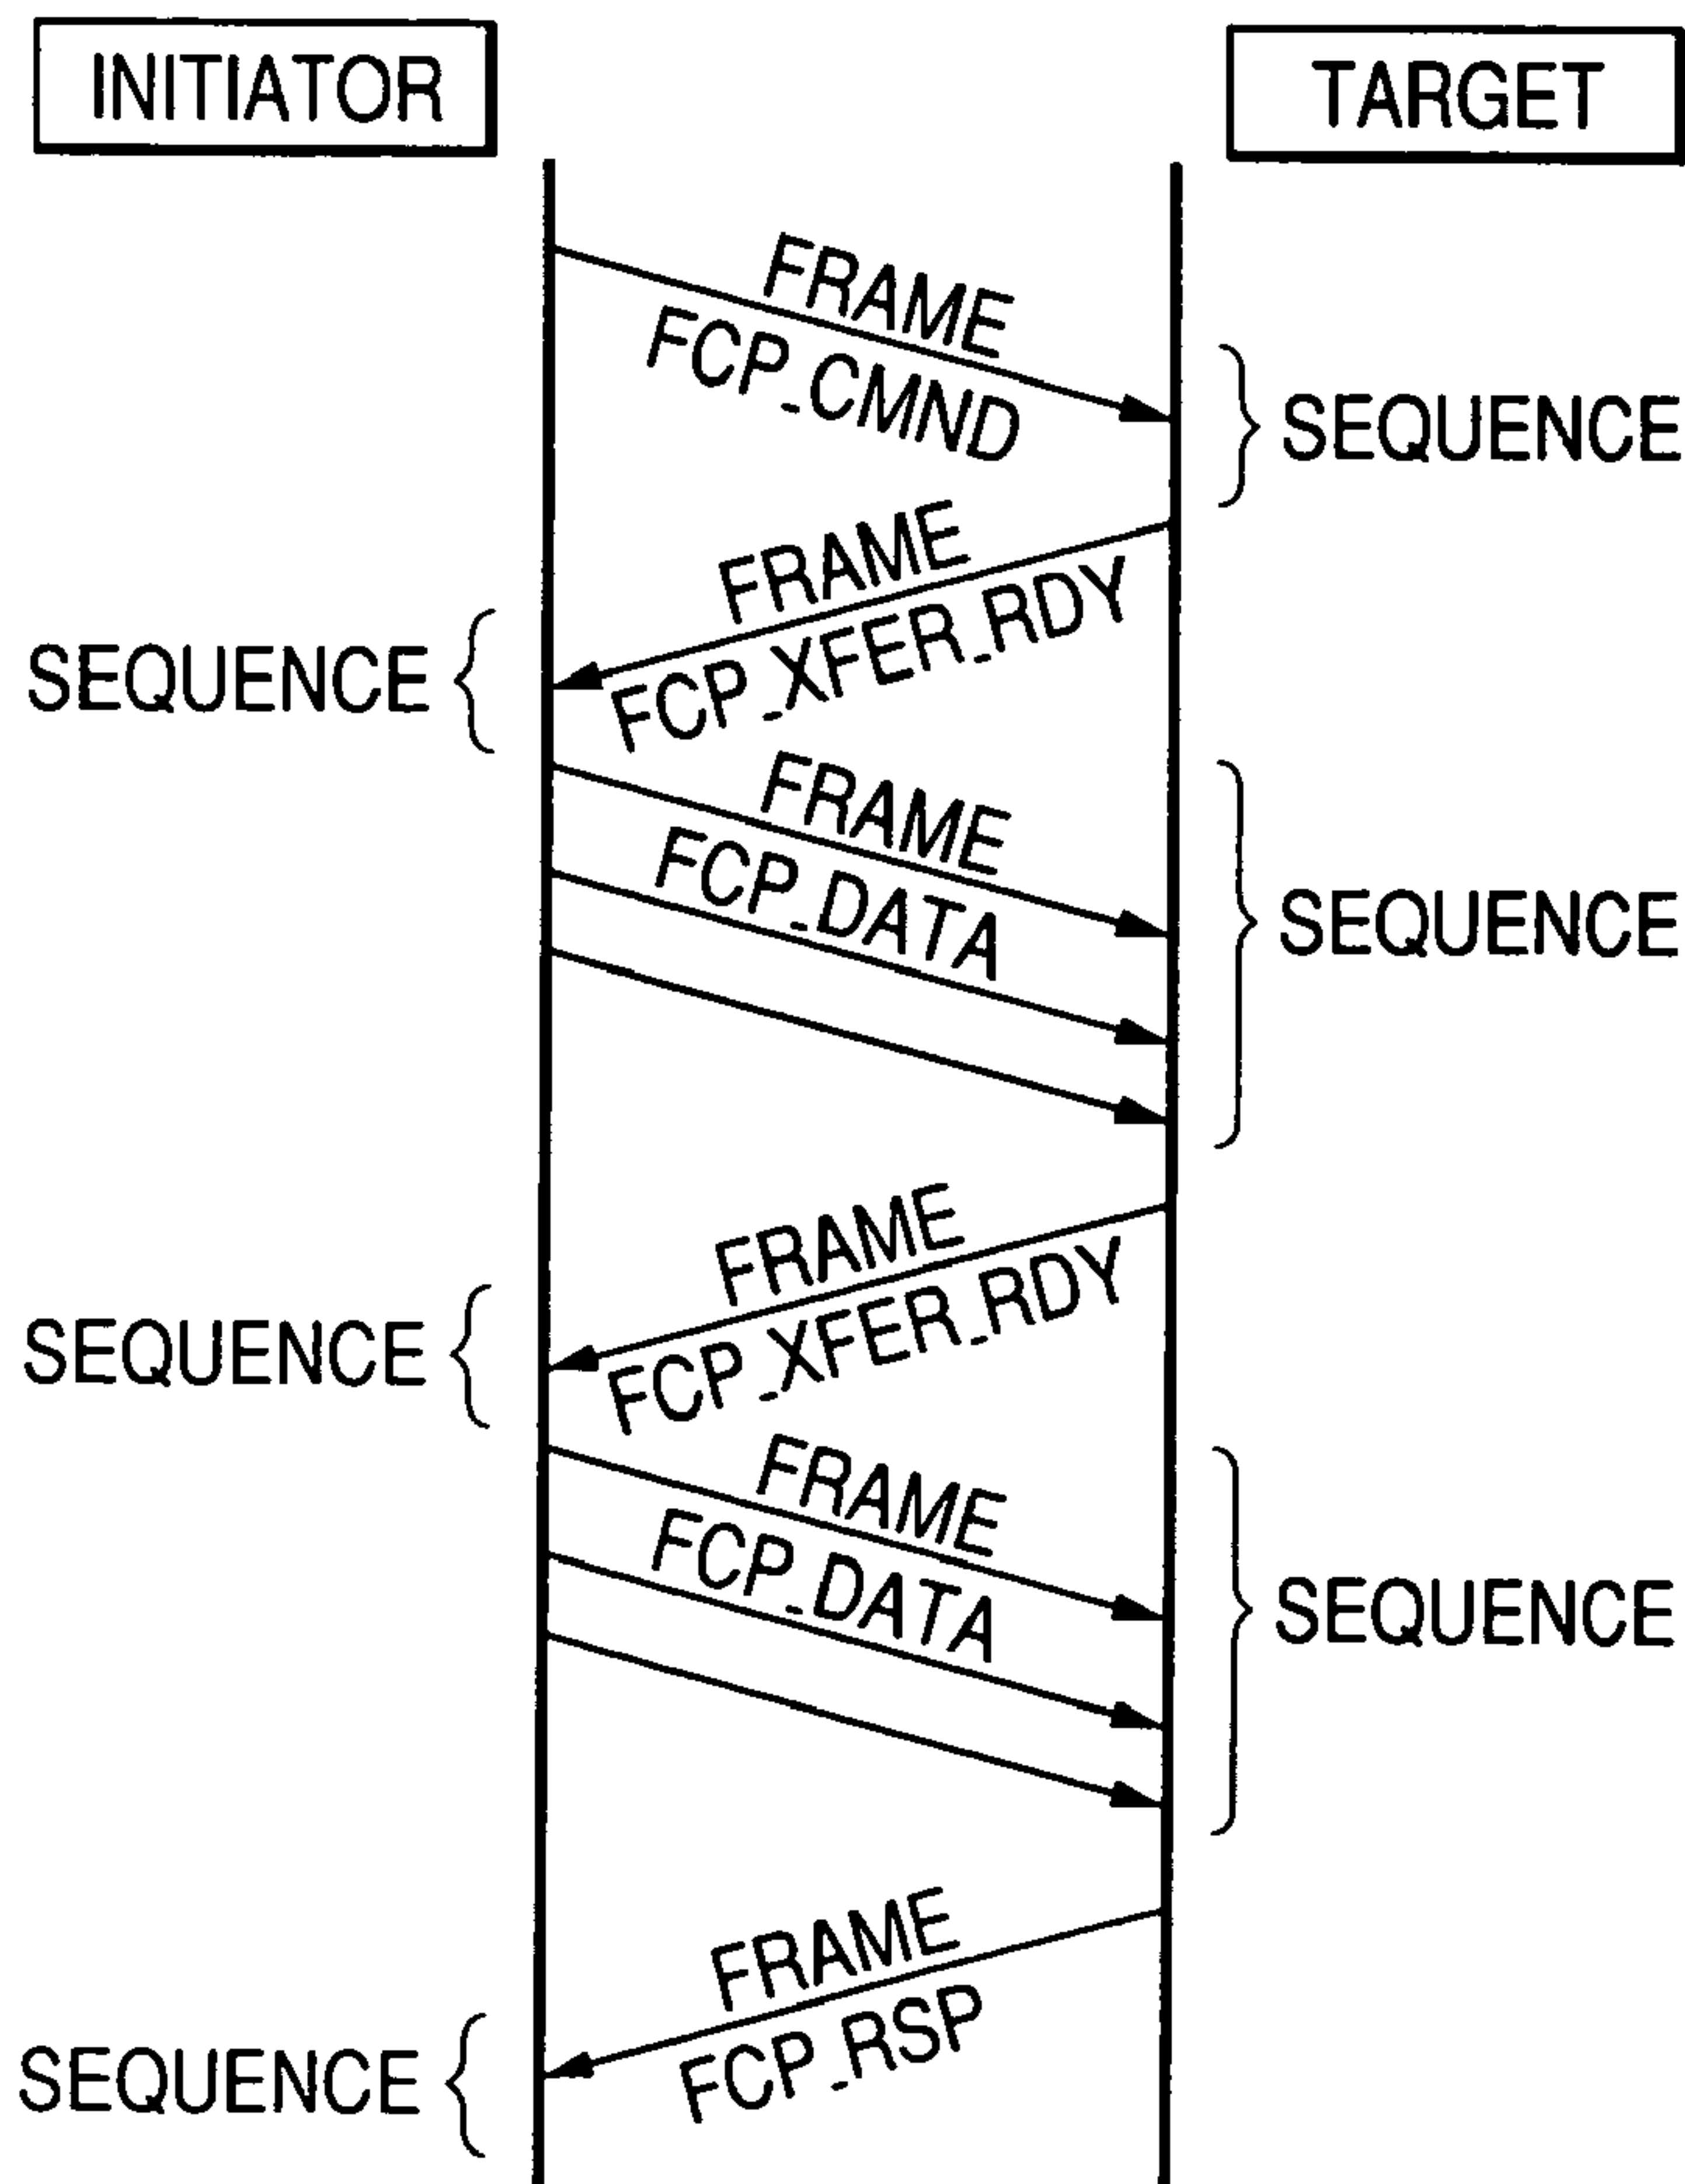 INITIATOR
TARGET
FRAME
FCP_CMND
SEQUENCE
FRAME
FCP_XFER_RDY
SEQUENCE
FRAME
FCP_DATA
SEQUENCE
FRAME
FCP_XFER_RDY
SEQUENCE
FRAME
FCP_DATA
SEQUENCE
FRAME
FCP_RSP
SEQUENCE